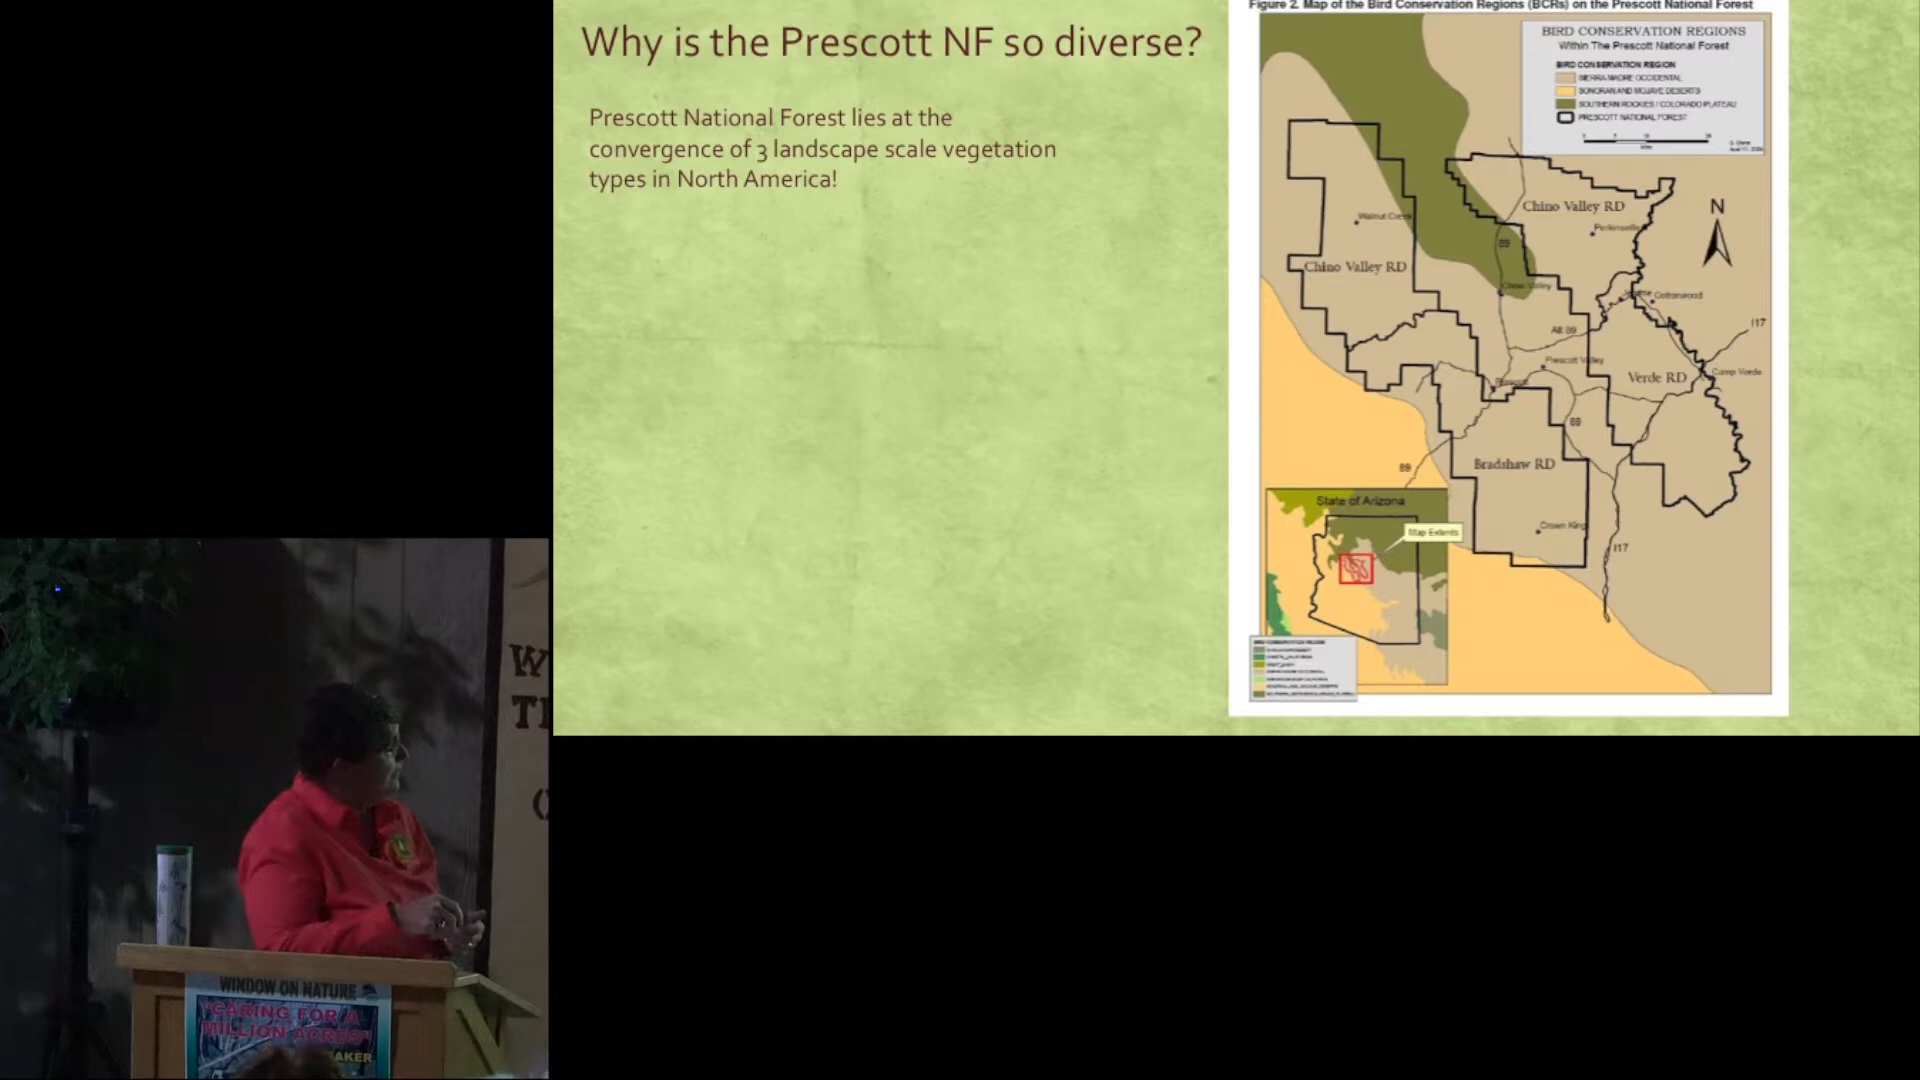 Why is the Prescott NF so diverse?
Prescott National Forest lies at the
convergence of 3 landscape scale vegetation
types in North America!
Figure 2. Map of the Bird Conservation Regions (BCRs) on the Prescott National Forest
BIRD CONSERVATION REGIONS
Within The Prescott National Forest
BIRD CONSERVATION REGION
SIERRA MADRE OCCIDENTAL
SONORAN AND MOJAVE DESERTS
SOUTHERN ROCKIES / COLORADO PLATEAU
PRESCOTT NATIONAL FOREST
N
Chino Valley RD
Walnut Creek
Perkinsville
89
Chino Valley RD
Chino Valley
Jerome
Cottonwood
I17
Alt 89
Prescott Valley
Camp Verde
Verde RD
Prescott
69
Bradshaw RD
89
State of Arizona
Map Extents
Crown King
I17
W
WINDOW ON NATURE
"CARING FOR A
MILLION ACRES"